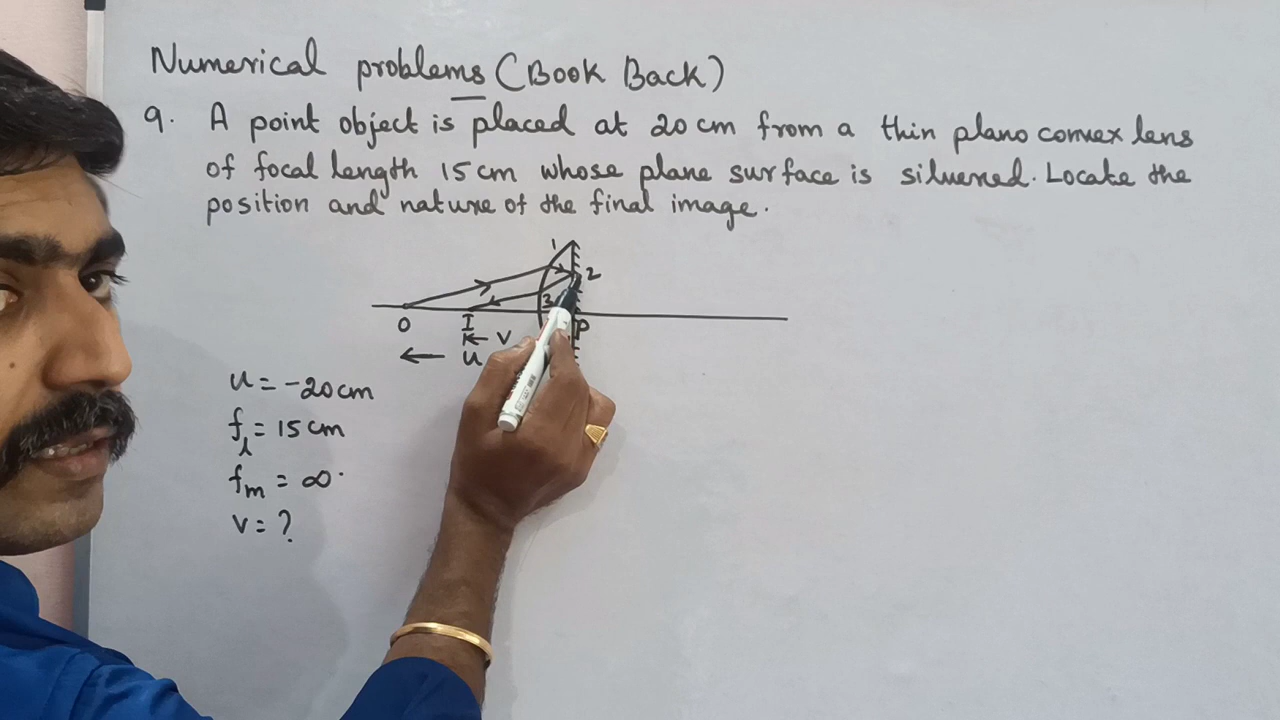 Numerical problems (Book Back)
9. A point object is placed at 20 cm from a thin plano convex lens
of focal length 15 cm whose plane surface is silvered. Locate the
position and nature of the final image.
1
2
3
O I P
v
u
u = -20cm
fl = 15 cm
fm = ∞
v = ?